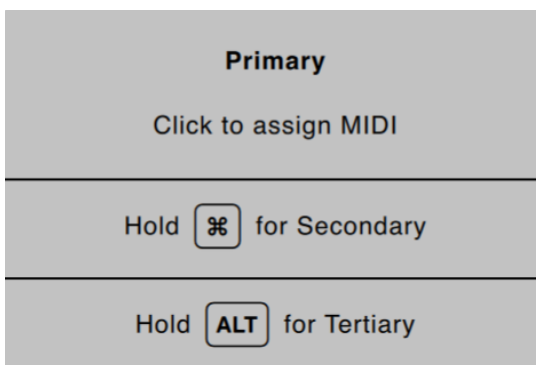 Primary
Click to assign MIDI
Hold ⌘ for Secondary
Hold ALT for Tertiary